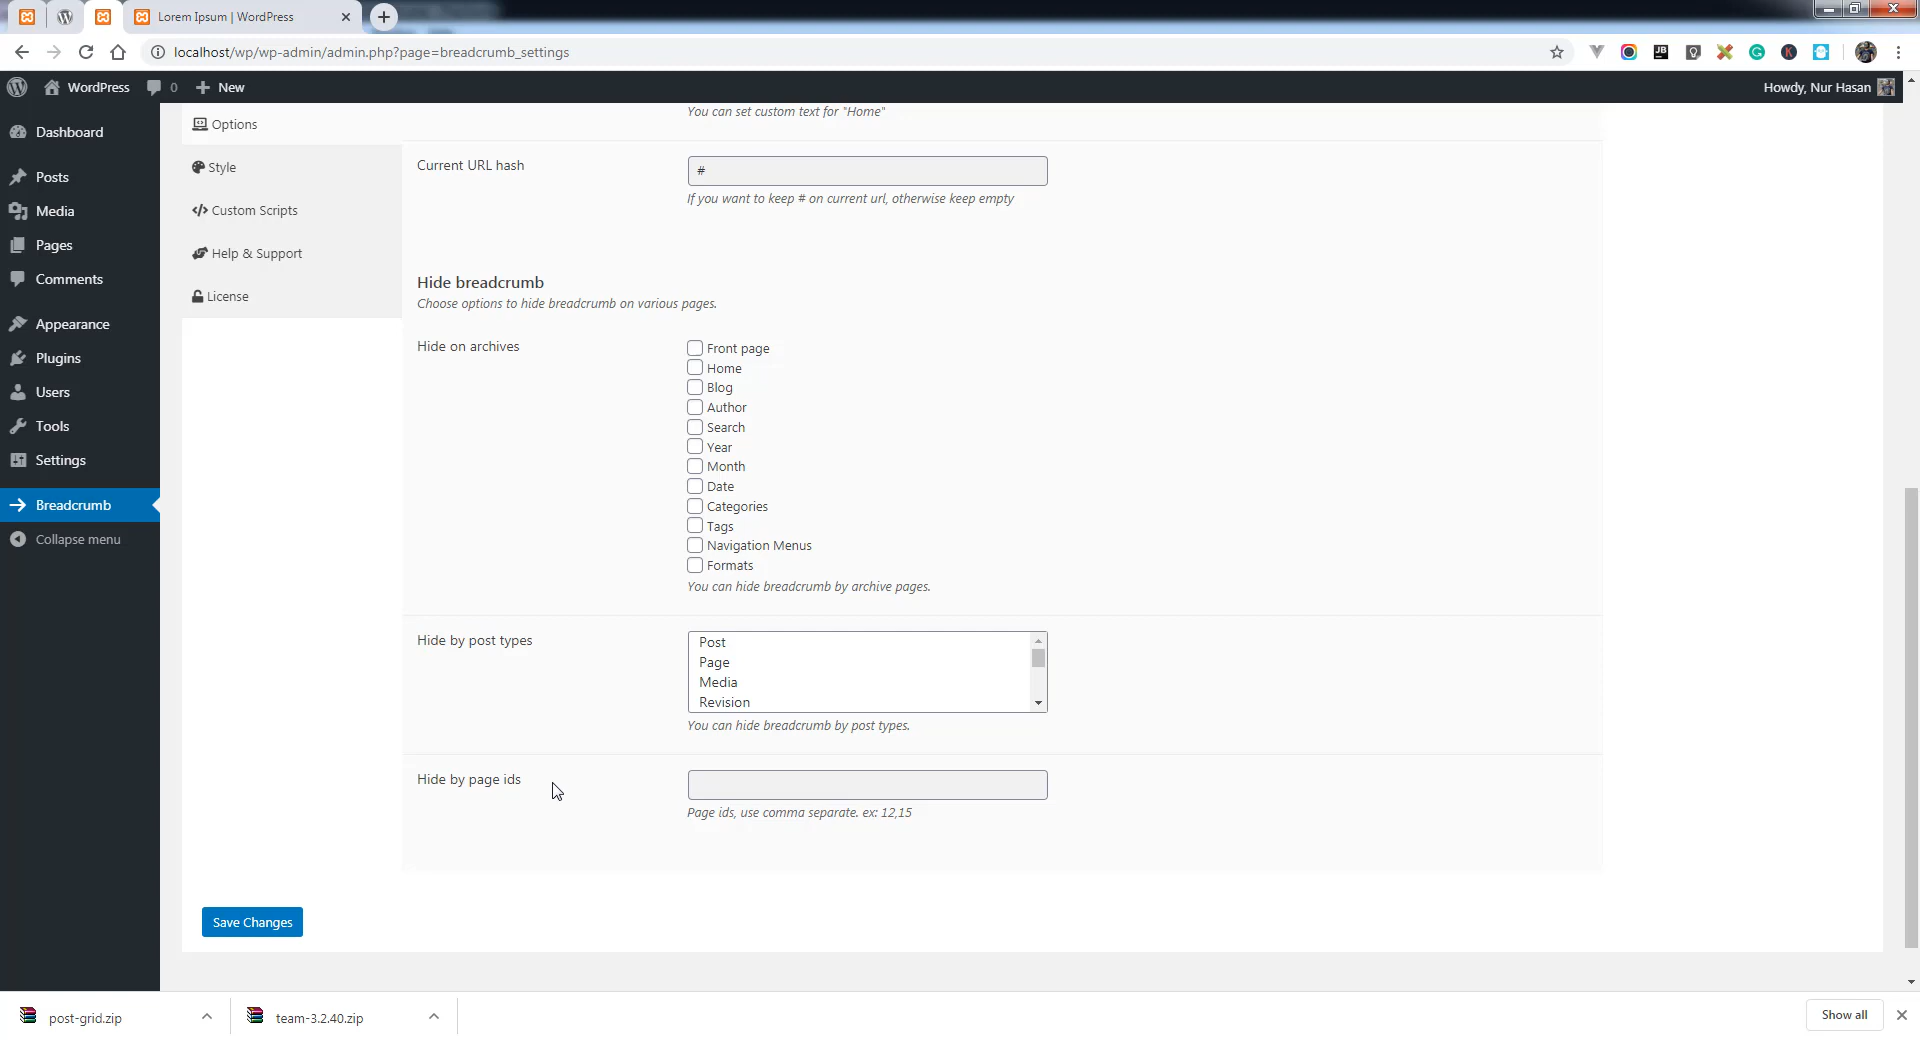 Lorem Ipsum | WordPress
localhost/wp/wp-admin/admin.php?page=breadcrumb_settings
WordPress 0 New
Howdy, Nur Hasan
Dashboard
Posts
Media
Pages
Comments
Appearance
Plugins
Users
Tools
Settings
Breadcrumb
Collapse menu
Options
Style
Custom Scripts
Help & Support
License
You can set custom text for "Home"
Current URL hash
#
If you want to keep # on current url, otherwise keep empty
Hide breadcrumb
Choose options to hide breadcrumb on various pages.
Hide on archives
Front page
Home
Blog
Author
Search
Year
Month
Date
Categories
Tags
Navigation Menus
Formats
You can hide breadcrumb by archive pages.
Hide by post types
Post
Page
Media
Revision
You can hide breadcrumb by post types.
Hide by page ids
Page ids, use comma separate. ex: 12,15
Save Changes
post-grid.zip
team-3.2.40.zip
Show all